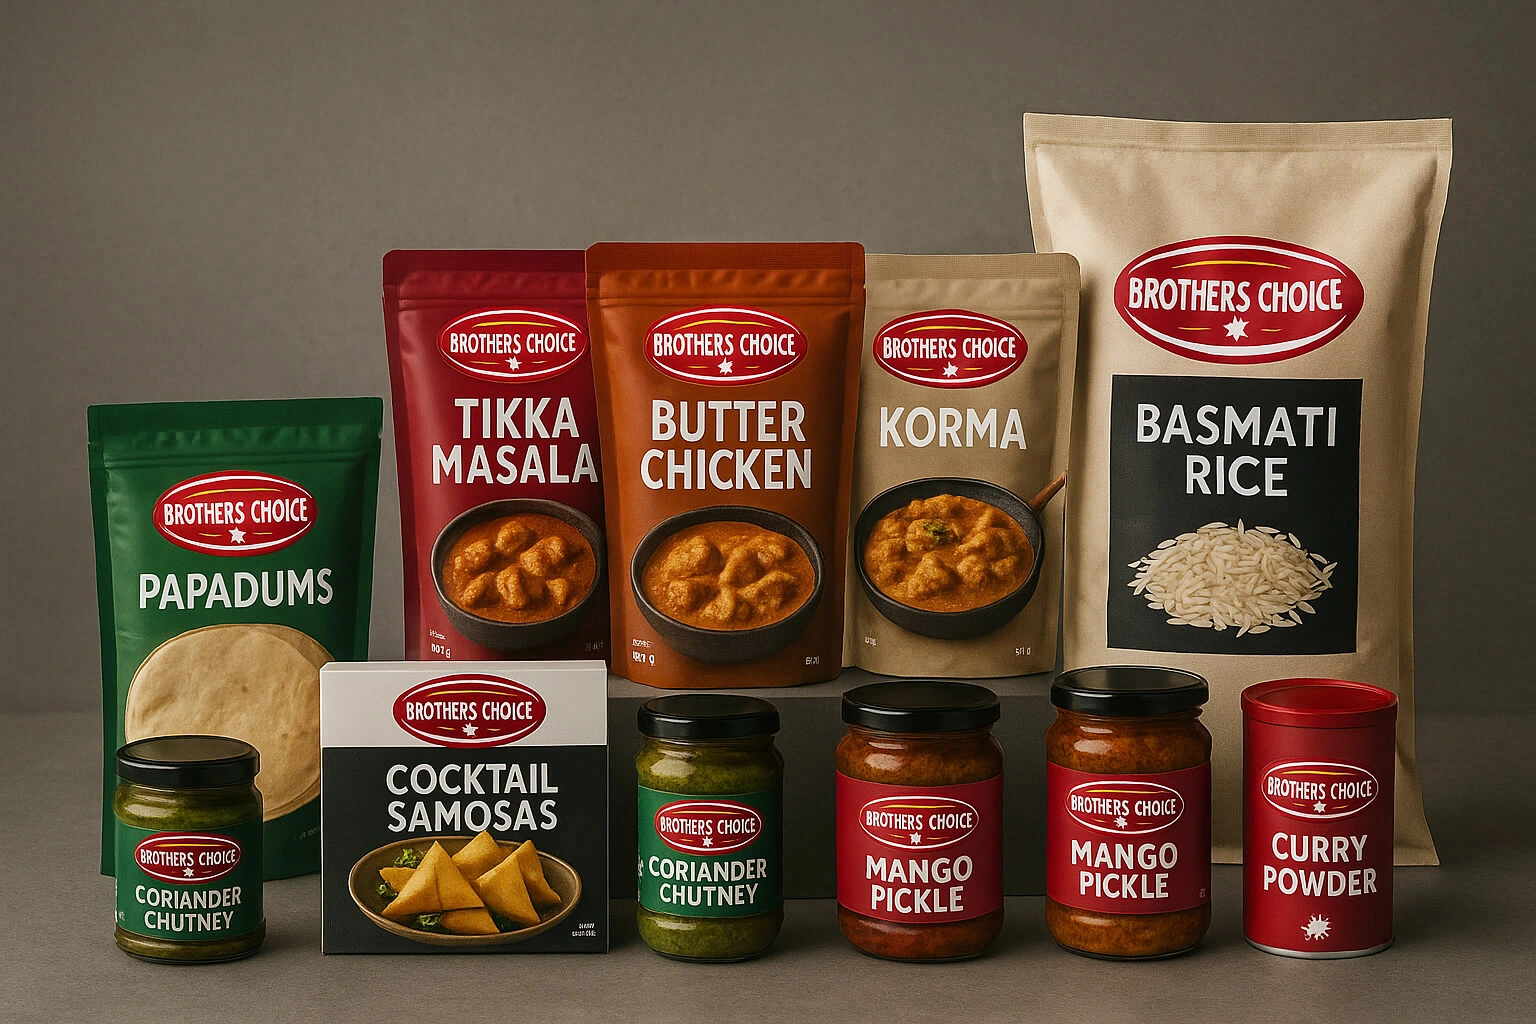 BROTHERS CHOICE
PAPADUMS
BROTHERS CHOICE
TIKKA
MASALA
BROTHERS CHOICE
BUTTER
CHICKEN
BROTHERS CHOICE
KORMA
BROTHERS CHOICE
BASMATI
RICE
BROTHERS CHOICE
CORIANDER
CHUTNEY
BROTHERS CHOICE
COCKTAIL
SAMOSAS
BROTHERS CHOICE
CORIANDER
CHUTNEY
BROTHERS CHOICE
MANGO
PICKLE
BROTHERS CHOICE
MANGO
PICKLE
BROTHERS CHOICE
CURRY
POWDER